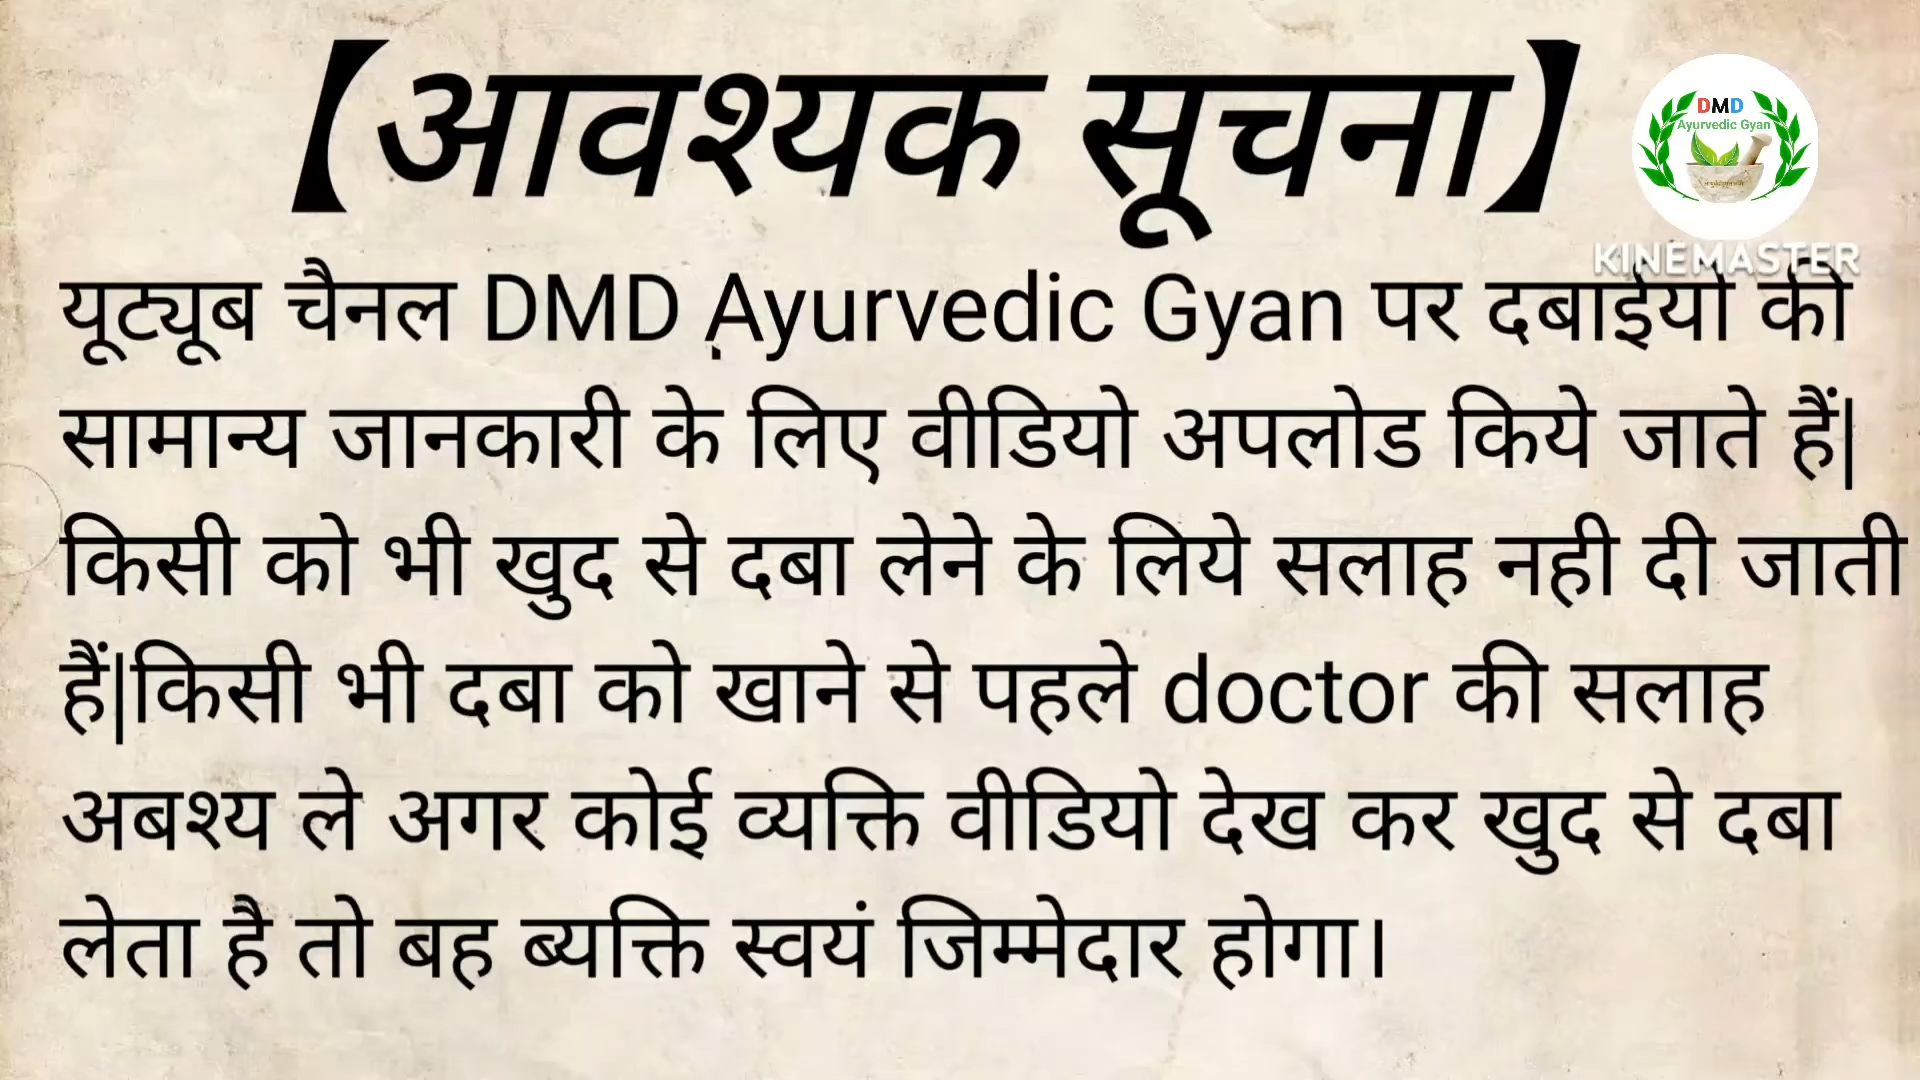 【आवश्यक सूचना】
DMD
Ayurvedic Gyan
KINEMASTER
यूट्यूब चैनल DMD Ayurvedic Gyan पर दबाईयो की
सामान्य जानकारी के लिए वीडियो अपलोड किये जाते हैं|
किसी को भी खुद से दबा लेने के लिये सलाह नही दी जाती
हैं|किसी भी दबा को खाने से पहले doctor की सलाह
अबश्य ले अगर कोई व्यक्ति वीडियो देख कर खुद से दबा
लेता है तो बह ब्यक्ति स्वयं जिम्मेदार होगा।